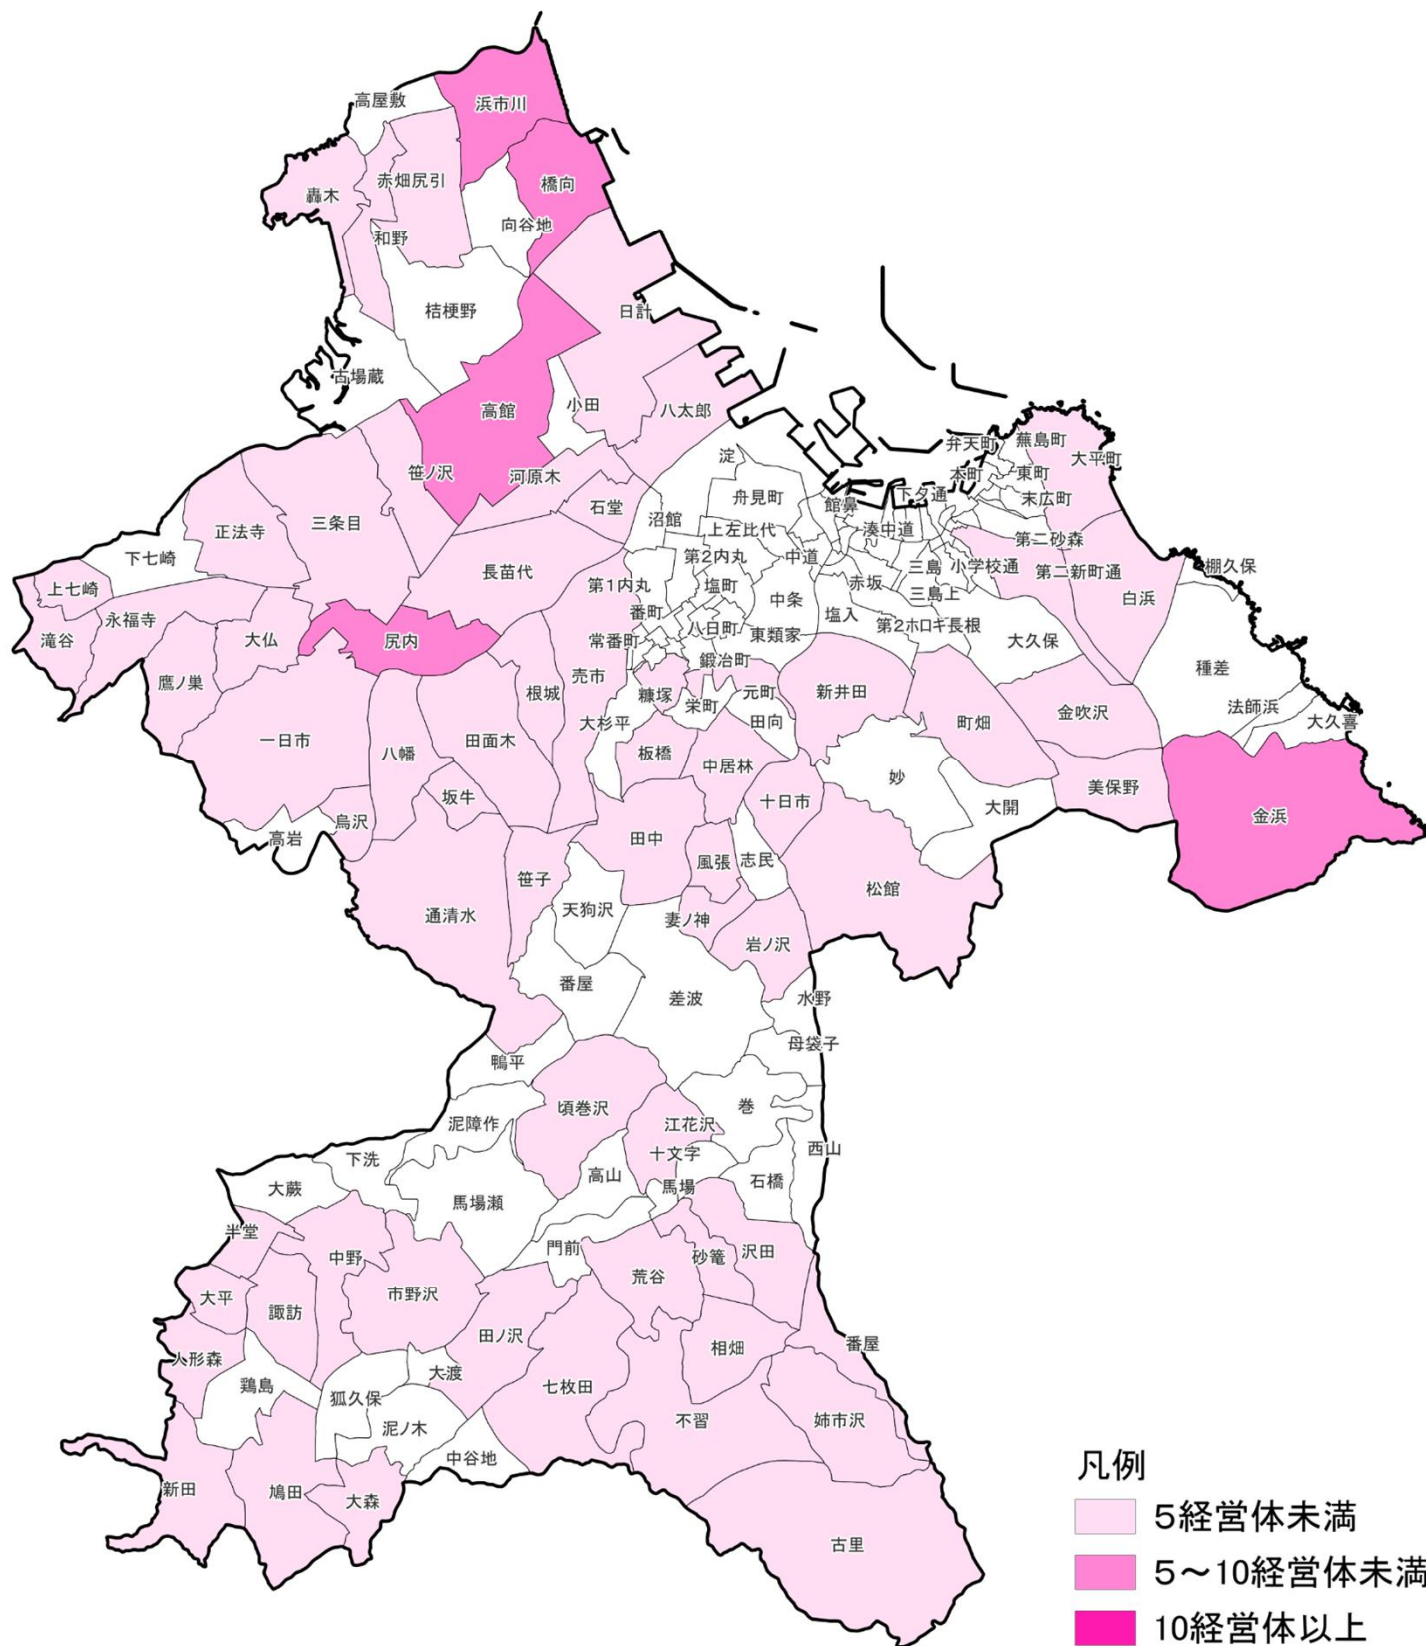 高屋敷
浜市川
赤畑尻引
橋向
轟木
向谷地
和野
桔梗野
日計
古場蔵
高館
小田
八太郎
弁天町
蕪島町
大平町
笹ノ沢
河原木
淀
本町
東町
舟見町
館鼻
下夕通
末広町
石堂
正法寺
三条目
沼館
上左比代
湊中道
第二砂森
下七崎
長苗代
第2内丸
中道
三島
小学校通
第二新町通
棚久保
上七崎
第1内丸
塩町
赤坂
三島上
白浜
永福寺
番町
中条
塩入
第2ホロキ長根
滝谷
大仏
尻内
常番町
八日町
東類家
大久保
鷹ノ巣
売市
鍛冶町
種差
根城
糠塚
栄町
元町
新井田
法師浜
一日市
八幡
田面木
大杉平
田向
町畑
金吹沢
大久喜
板橋
中居林
妙
美保野
坂牛
十日市
大開
金浜
高岩
烏沢
田中
笹子
風張
志民
松館
通清水
天狗沢
妻ノ神
岩ノ沢
番屋
差波
水野
母袋子
鴨平
頃巻沢
巻
泥障作
江花沢
下洗
十文字
西山
大蕨
高山
石橋
馬場瀬
馬場
半堂
中野
門前
砂篭
沢田
荒谷
市野沢
大平
諏訪
田ノ沢
相畑
番屋
人形森
大渡
鶏島
狐久保
七枚田
泥ノ木
不習
姉市沢
中谷地
新田
鳩田
大森
古里
凡例
5経営体未満
5～10経営体未満
10経営体以上